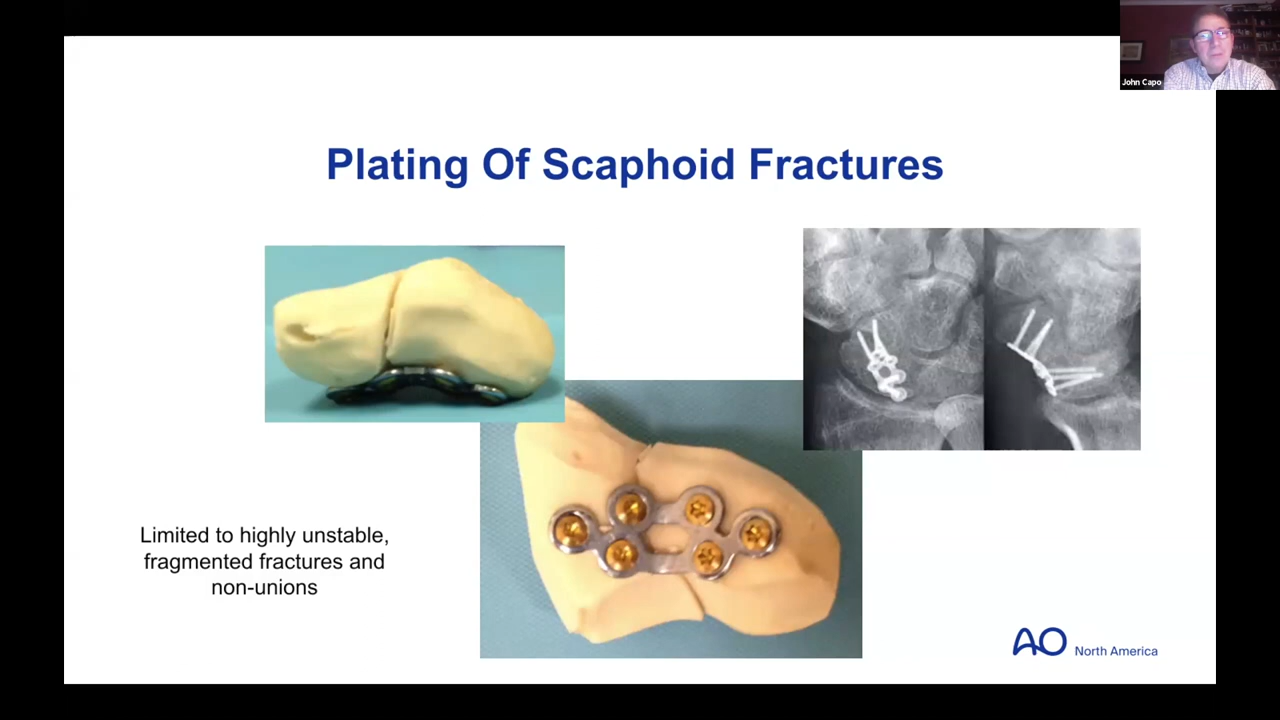 John Capo
Plating Of Scaphoid Fractures
Limited to highly unstable,
fragmented fractures and
non-unions
AO North America